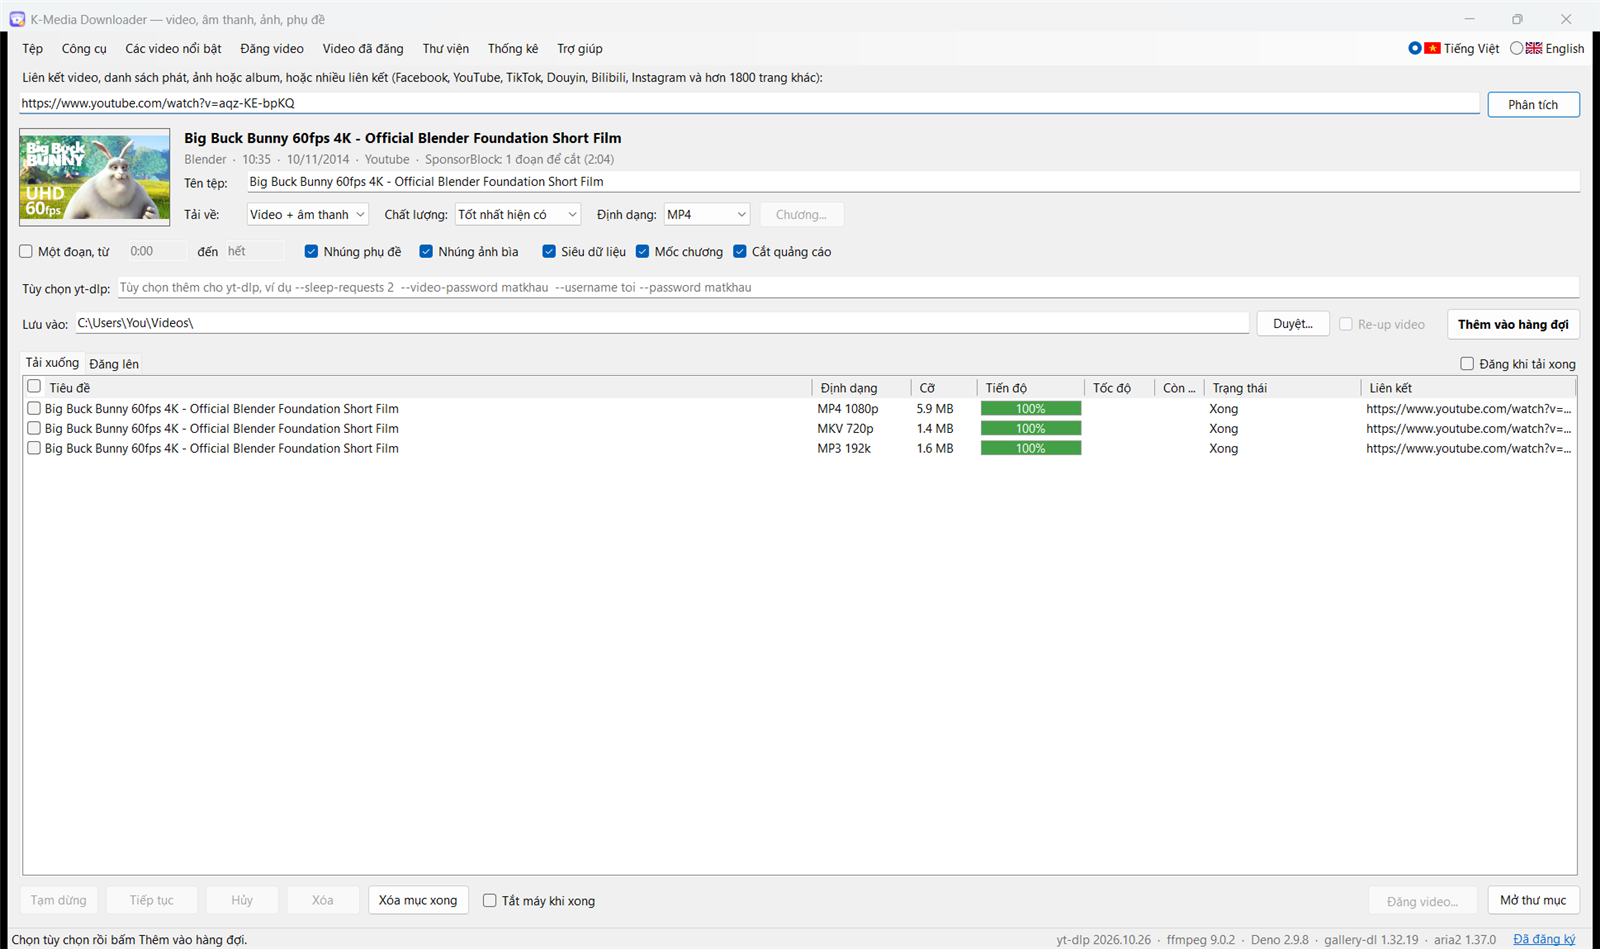 K-Media Downloader — video, âm thanh, ảnh, phụ đề
Tệp Công cụ Các video nổi bật Đăng video Video đã đăng Thư viện Thống kê Trợ giúp Tiếng Việt English
Liên kết video, danh sách phát, ảnh hoặc album, hoặc nhiều liên kết (Facebook, YouTube, TikTok, Douyin, Bilibili, Instagram và hơn 1800 trang khác):
https://www.youtube.com/watch?v=aqz-KE-bpKQ Phân tích
Big Buck BUNNY UHD 60fps
Big Buck Bunny 60fps 4K - Official Blender Foundation Short Film
Blender · 10:35 · 10/11/2014 · Youtube · SponsorBlock: 1 đoạn để cắt (2:04)
Tên tệp: Big Buck Bunny 60fps 4K - Official Blender Foundation Short Film
Tải về: Video + âm thanh Chất lượng: Tốt nhất hiện có Định dạng: MP4 Chương...
Một đoạn, từ 0:00 đến hết Nhúng phụ đề Nhúng ảnh bìa Siêu dữ liệu Mốc chương Cắt quảng cáo
Tùy chọn yt-dlp: Tùy chọn thêm cho yt-dlp, ví dụ --sleep-requests 2 --video-password matkhau --username toi --password matkhau
Lưu vào: C:\Users\You\Videos\ Duyệt... Re-up video Thêm vào hàng đợi
Tải xuống Đăng lên Đăng khi tải xong
Tiêu đề Định dạng Cỡ Tiến độ Tốc độ Còn ... Trạng thái Liên kết
Big Buck Bunny 60fps 4K - Official Blender Foundation Short Film MP4 1080p 5.9 MB 100% Xong https://www.youtube.com/watch?v=...
Big Buck Bunny 60fps 4K - Official Blender Foundation Short Film MKV 720p 1.4 MB 100% Xong https://www.youtube.com/watch?v=...
Big Buck Bunny 60fps 4K - Official Blender Foundation Short Film MP3 192k 1.6 MB 100% Xong https://www.youtube.com/watch?v=...
Tạm dừng Tiếp tục Hủy Xóa Xóa mục xong Tắt máy khi xong Đăng video... Mở thư mục
Chọn tùy chọn rồi bấm Thêm vào hàng đợi. yt-dlp 2026.10.26 · ffmpeg 9.0.2 · Deno 2.9.8 · gallery-dl 1.32.19 · aria2 1.37.0 Đã đăng ký